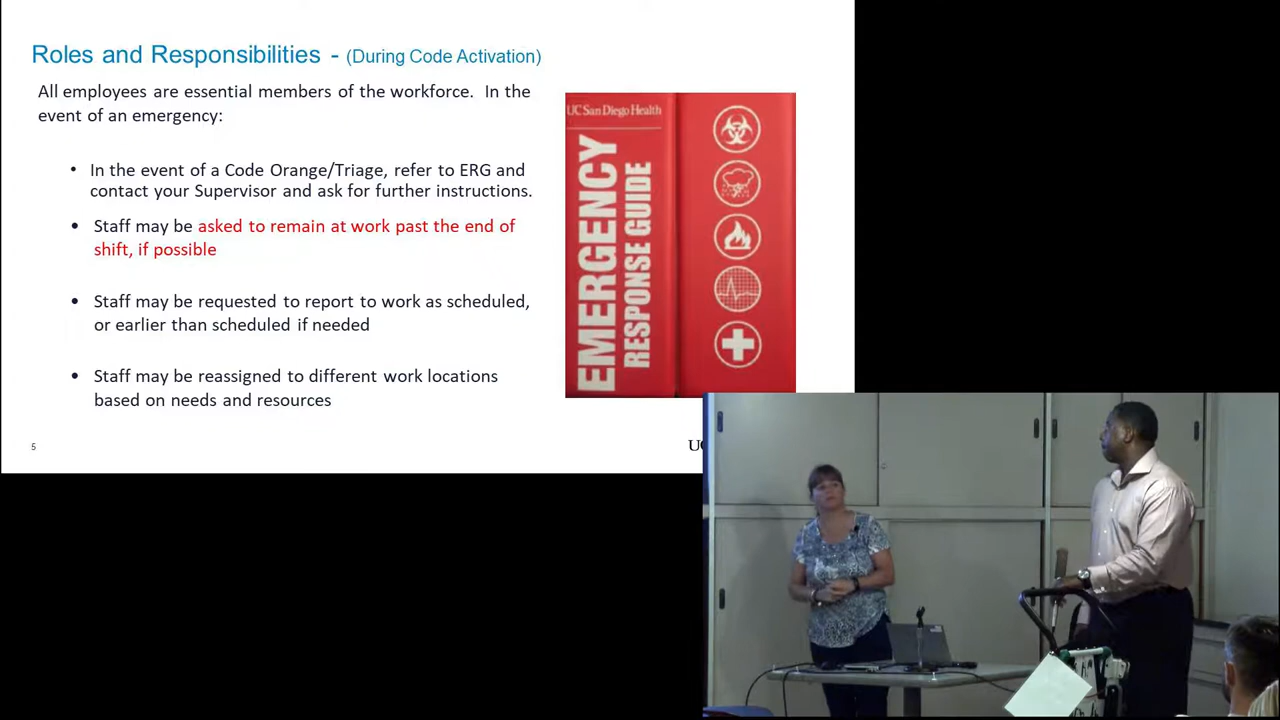 Roles and Responsibilities - (During Code Activation)
All employees are essential members of the workforce. In the
event of an emergency:
• In the event of a Code Orange/Triage, refer to ERG and
contact your Supervisor and ask for further instructions.
• Staff may be asked to remain at work past the end of
shift, if possible
• Staff may be requested to report to work as scheduled,
or earlier than scheduled if needed
• Staff may be reassigned to different work locations
based on needs and resources
UC San Diego Health
EMERGENCY
RESPONSE GUIDE
5